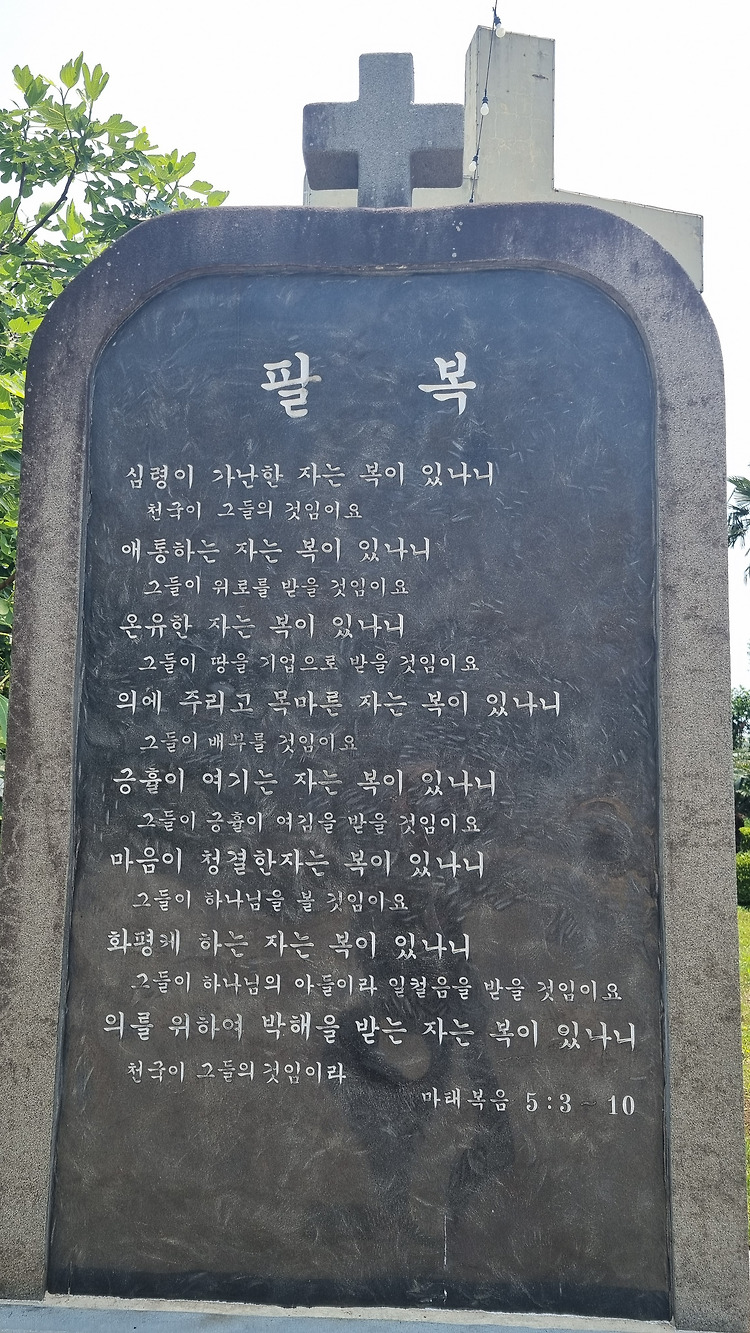 팔 복
심령이 가난한 자는 복이 있나니
천국이 그들의 것임이요
애통하는 자는 복이 있나니
그들이 위로를 받을 것임이요
온유한 자는 복이 있나니
그들이 땅을 기업으로 받을 것임이요
의에 주리고 목마른 자는 복이 있나니
그들이 배부를 것임이요
긍휼이 여기는 자는 복이 있나니
그들이 긍휼이 여김을 받을 것임이요
마음이 청결한자는 복이 있나니
그들이 하나님을 볼 것임이요
화평케 하는 자는 복이 있나니
그들이 하나님의 아들이라 일컬음을 받을 것임이요
의를 위하여 박해을 받는 자는 복이 있나니
천국이 그들의 것임이라
마태복음 5:3~10